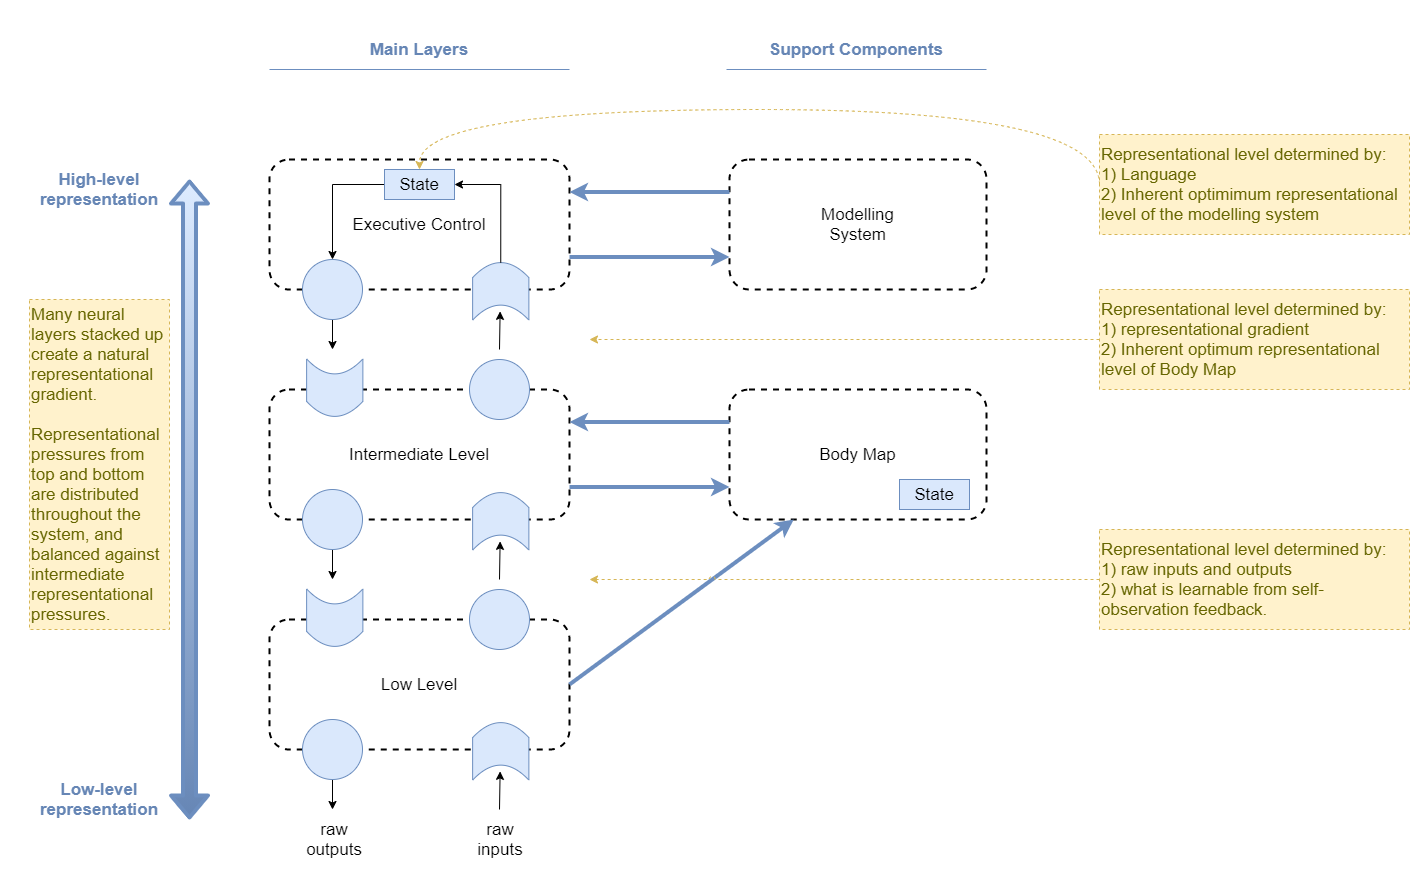 Main Layers
Support Components
High-level
representation
State
Executive Control
Modelling
System
Representational level determined by:
1) Language
2) Inherent optimimum representational
level of the modelling system
Many neural
layers stacked up
create a natural
representational
gradient.
Representational
pressures from
top and bottom
are distributed
throughout the
system, and
balanced against
intermediate
representational
pressures.
Representational level determined by:
1) representational gradient
2) Inherent optimum representational
level of Body Map
Intermediate Level
Body Map
State
Representational level determined by:
1) raw inputs and outputs
2) what is learnable from self-
observation feedback.
Low Level
Low-level
representation
raw
outputs
raw
inputs